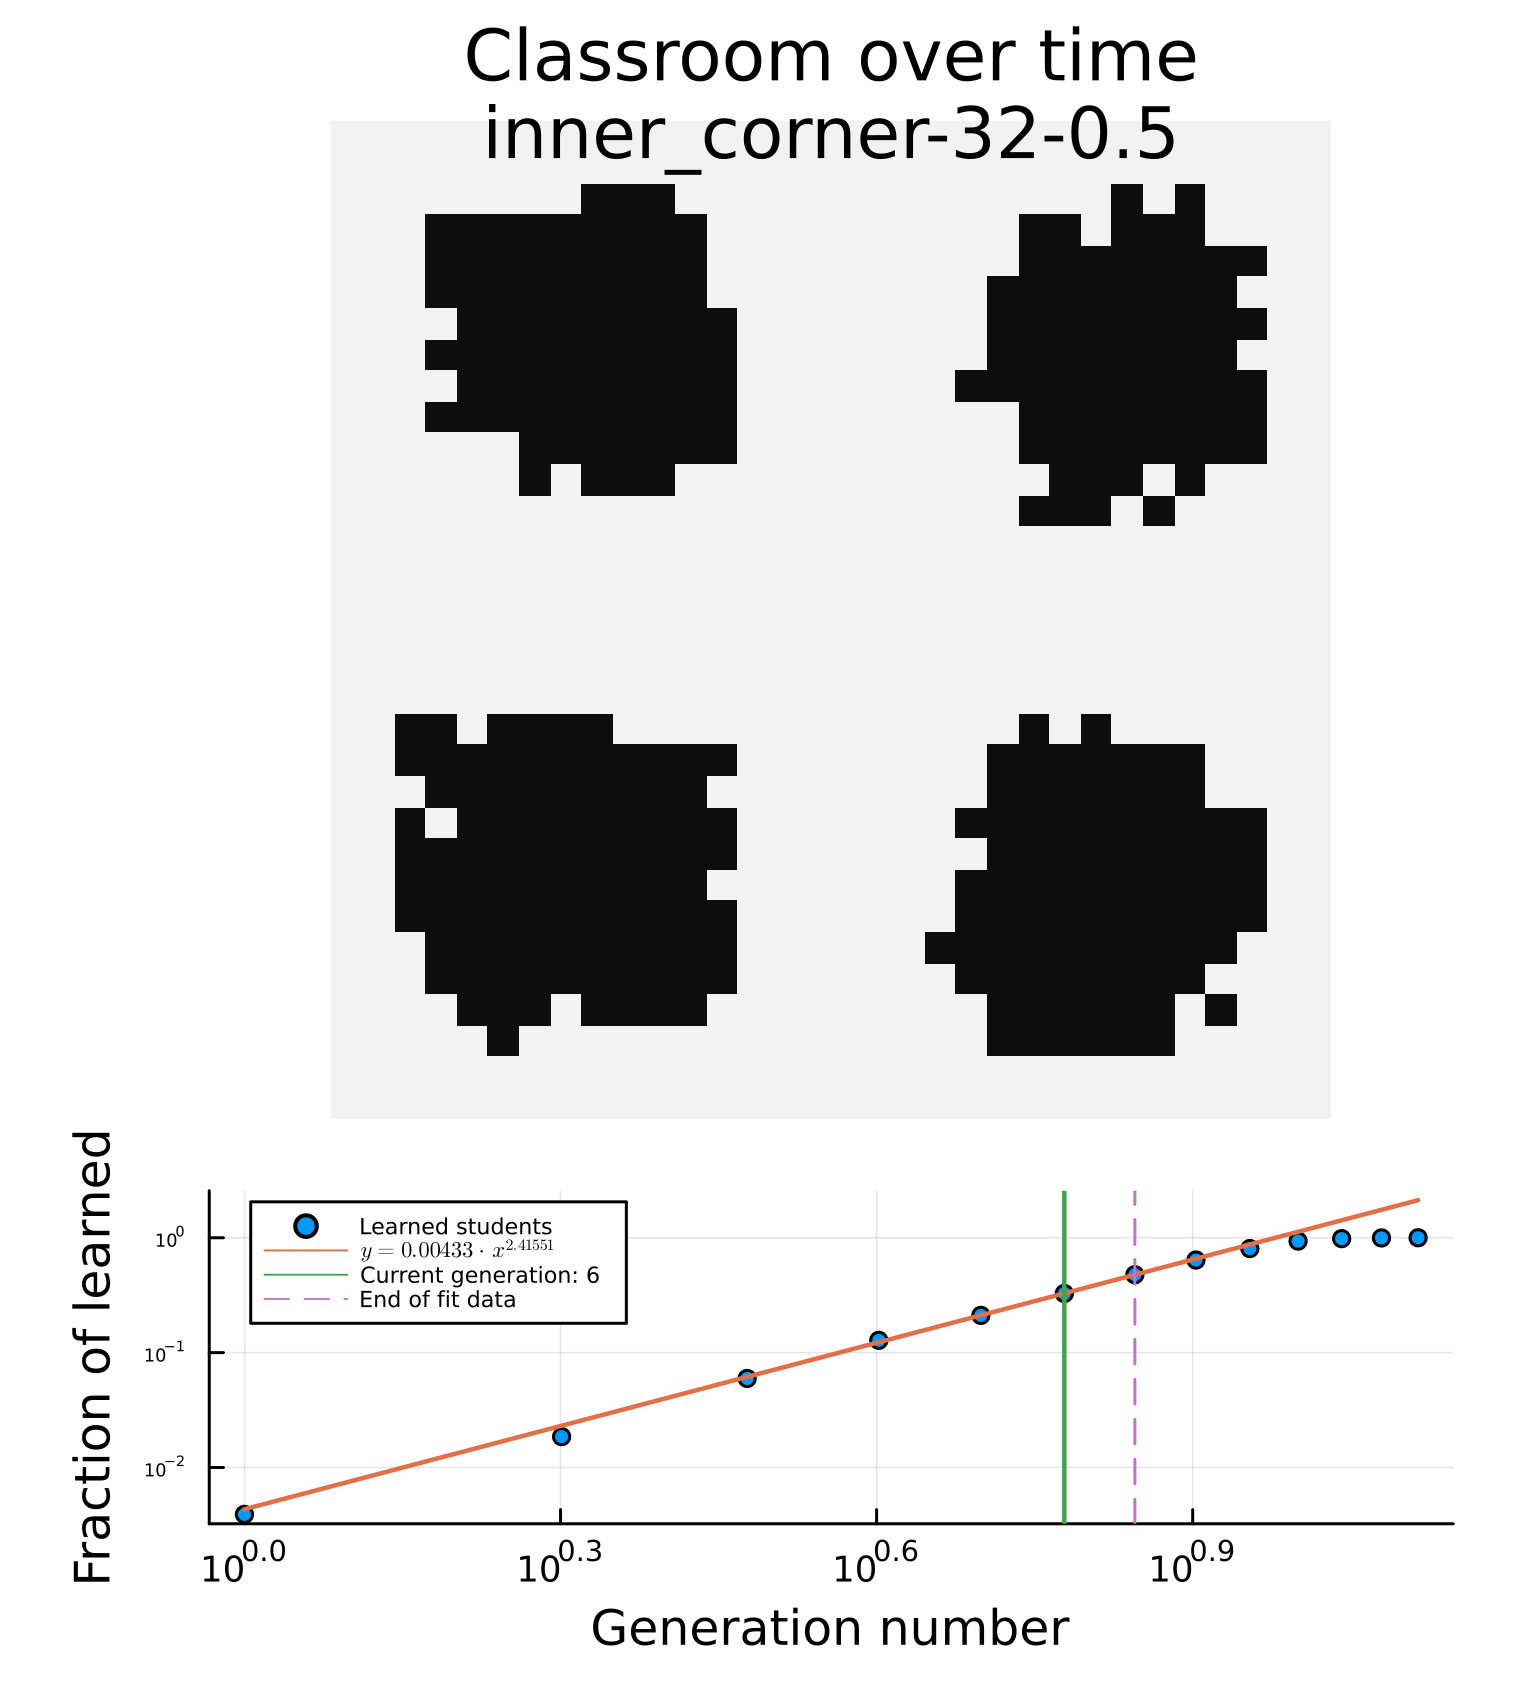 Classroom over time
inner_corner-32-0.5
Fraction of learned
10^0
10^-1
10^-2
Learned students
y = 0.00433 · x^2.41551
Current generation: 6
End of fit data
10^0.0 10^0.3 10^0.6 10^0.9
Generation number